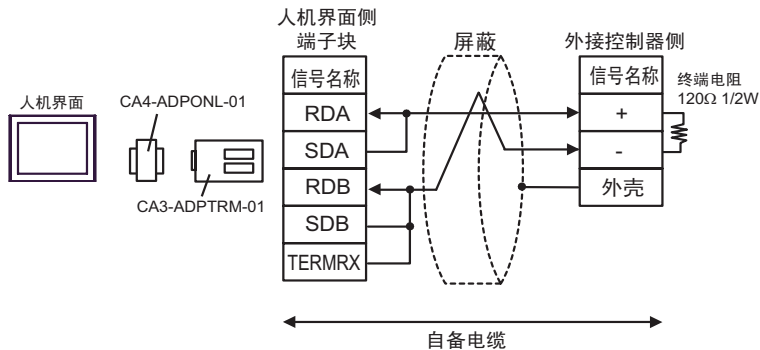 人机界面侧
端子块
屏蔽
外接控制器侧
信号名称
信号名称
终端电阻
120Ω 1/2W
人机界面
CA4-ADPONL-01
CA3-ADPTRM-01
RDA
+
SDA
-
RDB
外壳
SDB
TERMRX
自备电缆